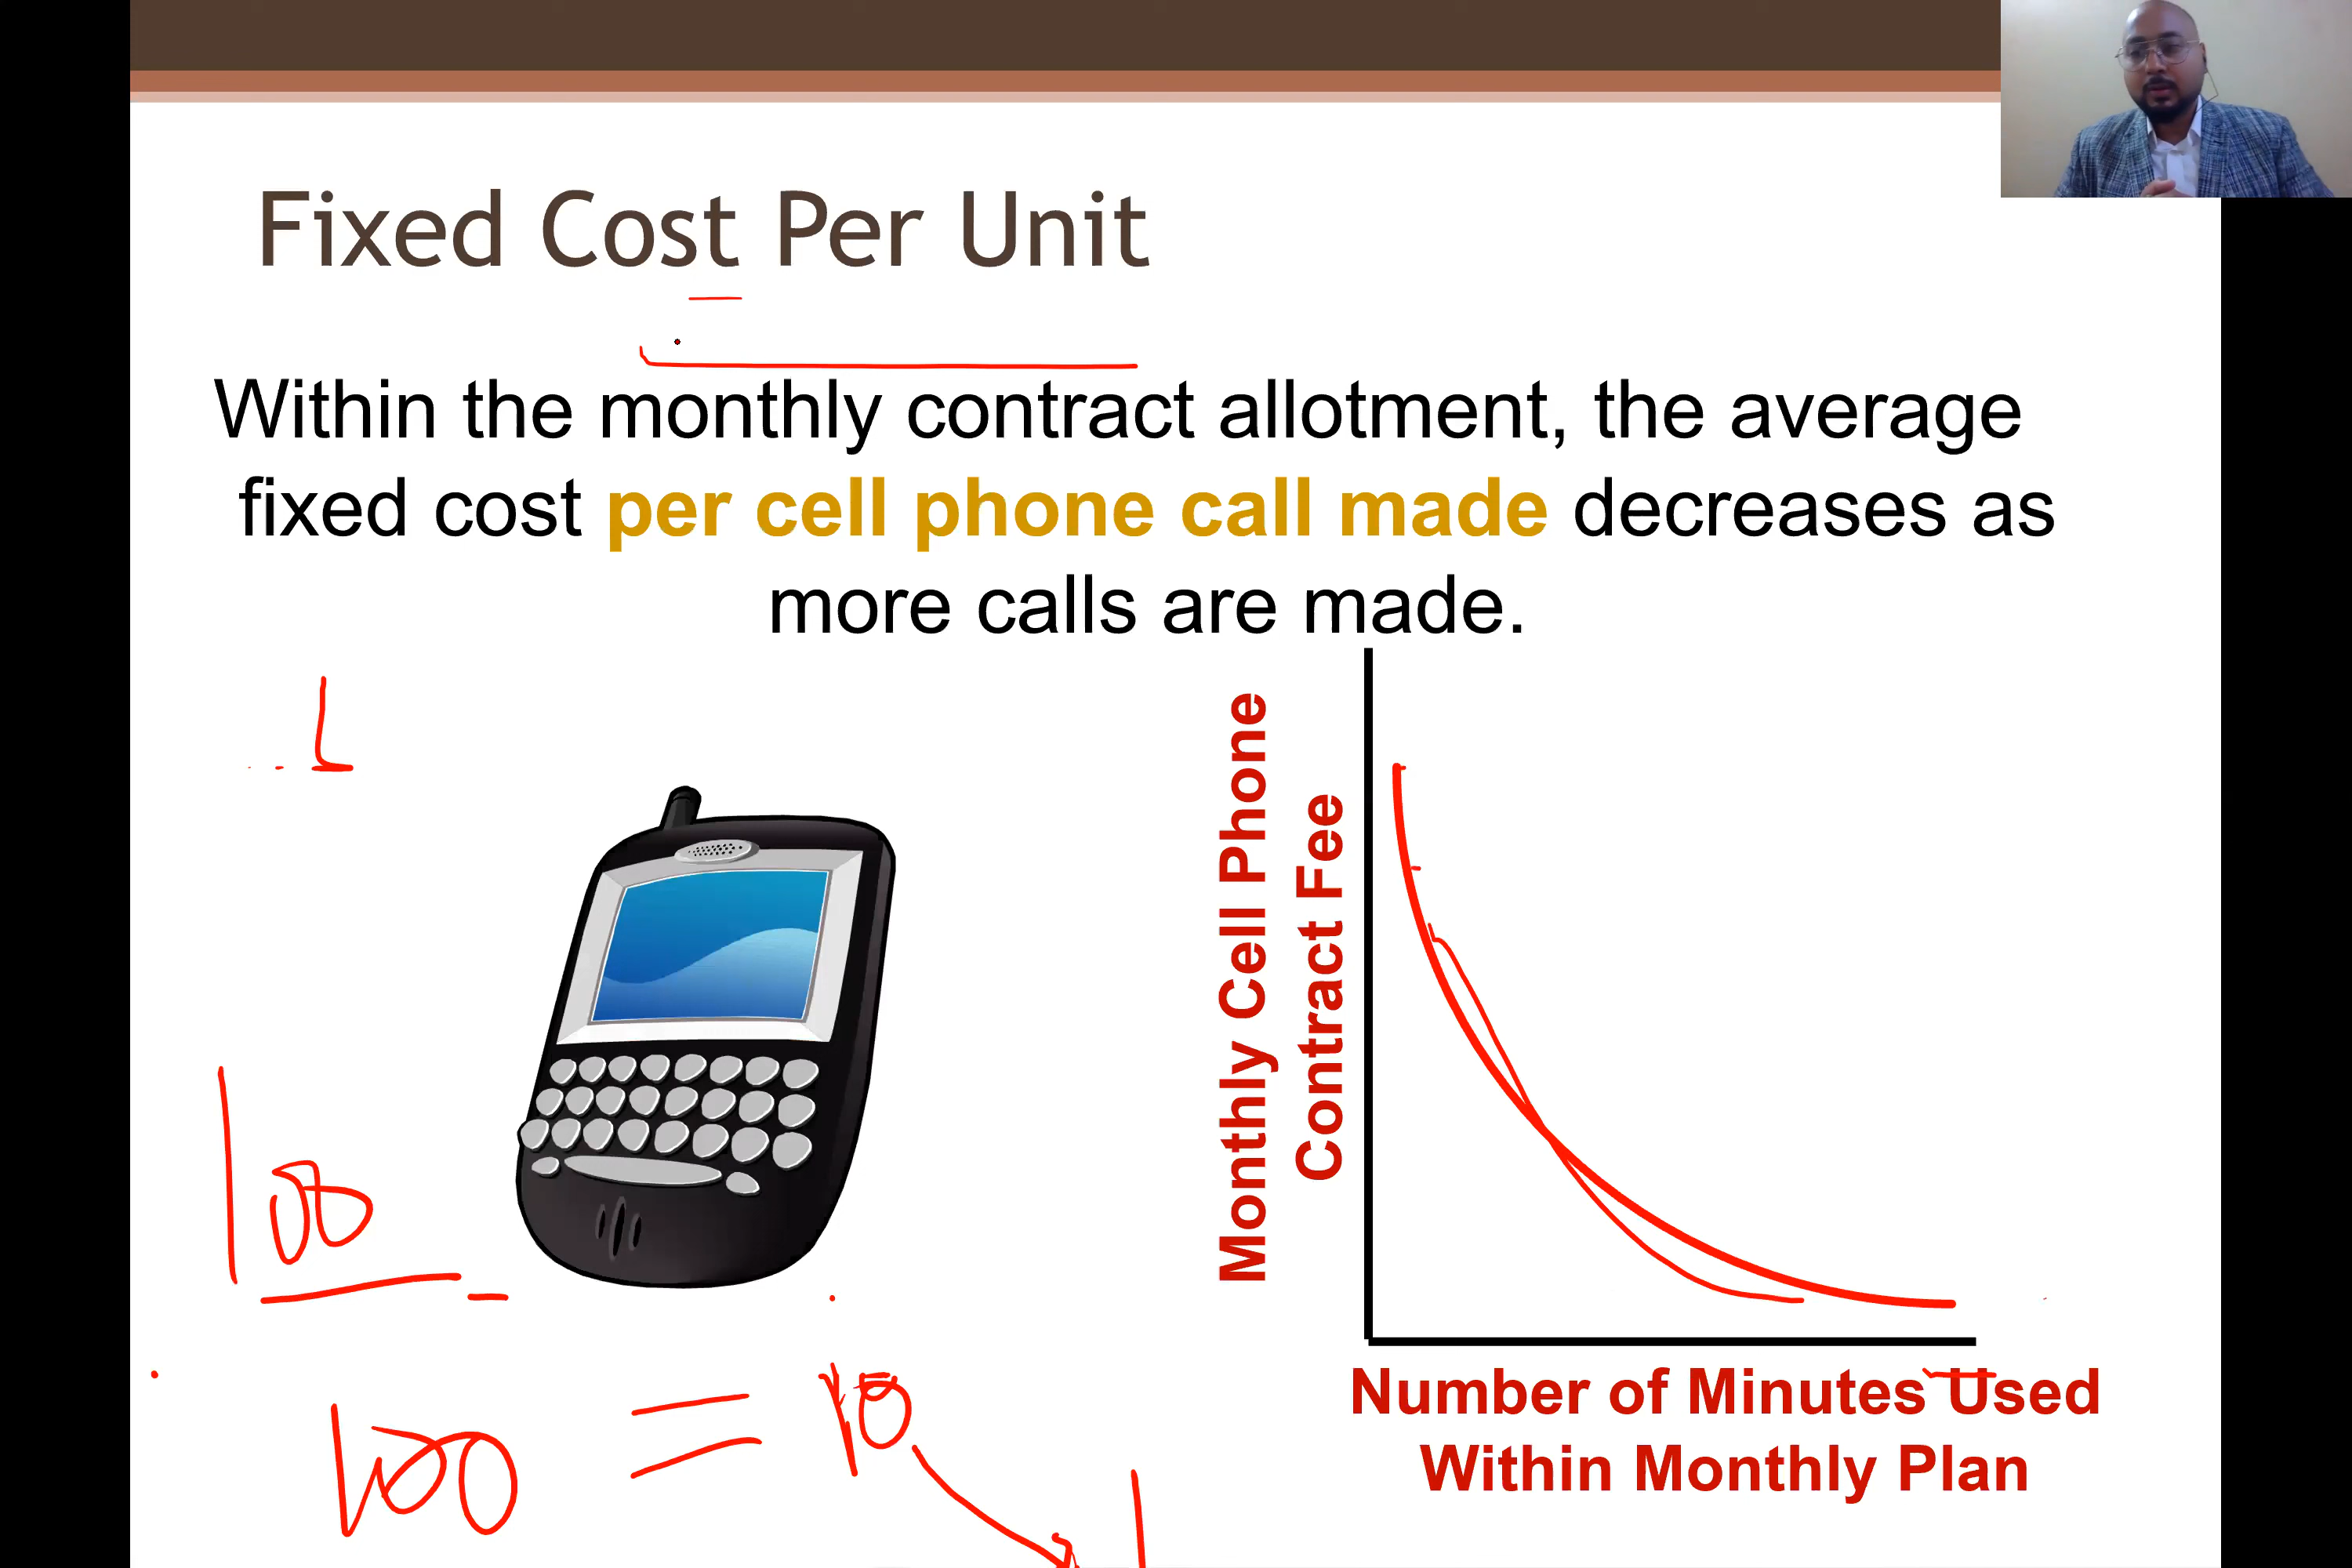 Fixed Cost Per Unit
Within the monthly contract allotment, the average
fixed cost per cell phone call made decreases as
more calls are made.
Monthly Cell Phone
Contract Fee
100
100 = 10
Number of Minutes Used
Within Monthly Plan